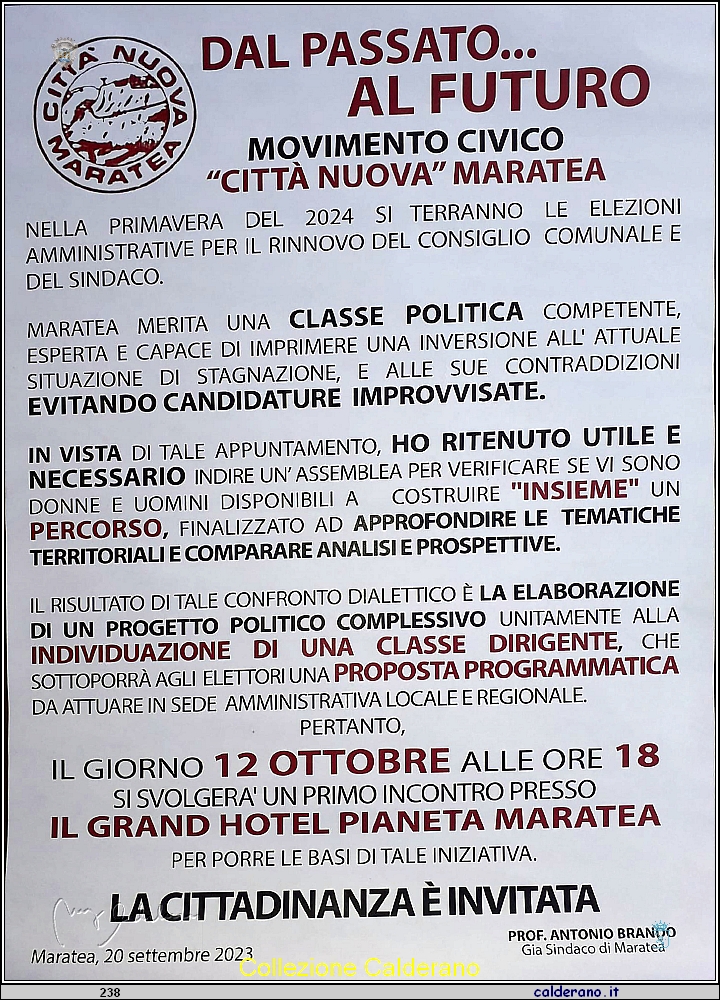 CITTÀ NUOVA
MARATEA
DAL PASSATO...
AL FUTURO
MOVIMENTO CIVICO
"CITTÀ NUOVA" MARATEA
NELLA PRIMAVERA DEL 2024 SI TERRANNO LE ELEZIONI
AMMINISTRATIVE PER IL RINNOVO DEL CONSIGLIO COMUNALE E
DEL SINDACO.
MARATEA MERITA UNA CLASSE POLITICA COMPETENTE,
ESPERTA E CAPACE DI IMPRIMERE UNA INVERSIONE ALL' ATTUALE
SITUAZIONE DI STAGNAZIONE, E ALLE SUE CONTRADDIZIONI
EVITANDO CANDIDATURE IMPROVVISATE.
IN VISTA DI TALE APPUNTAMENTO, HO RITENUTO UTILE E
NECESSARIO INDIRE UN' ASSEMBLEA PER VERIFICARE SE VI SONO
DONNE E UOMINI DISPONIBILI A COSTRUIRE "INSIEME" UN
PERCORSO, FINALIZZATO AD APPROFONDIRE LE TEMATICHE
TERRITORIALI E COMPARARE ANALISI E PROSPETTIVE.
IL RISULTATO DI TALE CONFRONTO DIALETTICO È LA ELABORAZIONE
DI UN PROGETTO POLITICO COMPLESSIVO UNITAMENTE ALLA
INDIVIDUAZIONE DI UNA CLASSE DIRIGENTE, CHE
SOTTOPORRÀ AGLI ELETTORI UNA PROPOSTA PROGRAMMATICA
DA ATTUARE IN SEDE AMMINISTRATIVA LOCALE E REGIONALE.
PERTANTO,
IL GIORNO 12 OTTOBRE ALLE ORE 18
SI SVOLGERA' UN PRIMO INCONTRO PRESSO
IL GRAND HOTEL PIANETA MARATEA
PER PORRE LE BASI DI TALE INIZIATIVA.
LA CITTADINANZA È INVITATA
PROF. ANTONIO BRANDO
Gia Sindaco di Maratea
Maratea, 20 settembre 2023
Collezione Calderano
238
calderano.it